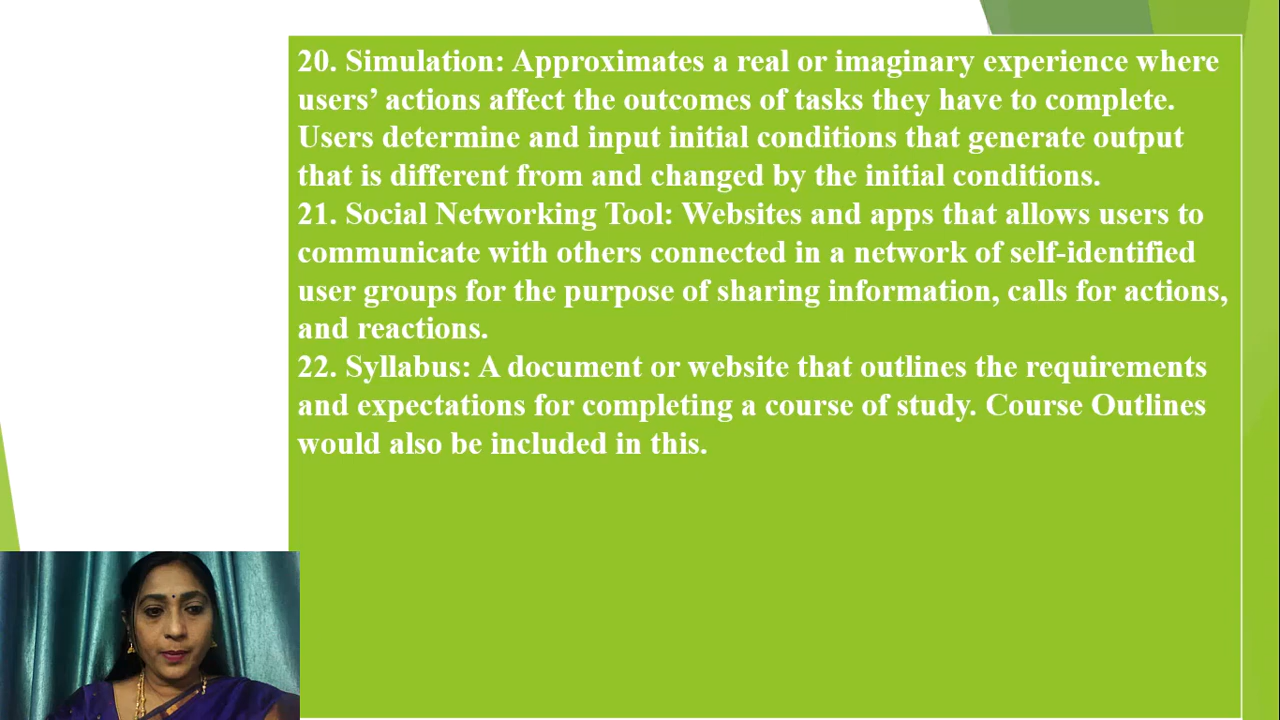 20. Simulation: Approximates a real or imaginary experience where
users’ actions affect the outcomes of tasks they have to complete.
Users determine and input initial conditions that generate output
that is different from and changed by the initial conditions.
21. Social Networking Tool: Websites and apps that allows users to
communicate with others connected in a network of self-identified
user groups for the purpose of sharing information, calls for actions,
and reactions.
22. Syllabus: A document or website that outlines the requirements
and expectations for completing a course of study. Course Outlines
would also be included in this.